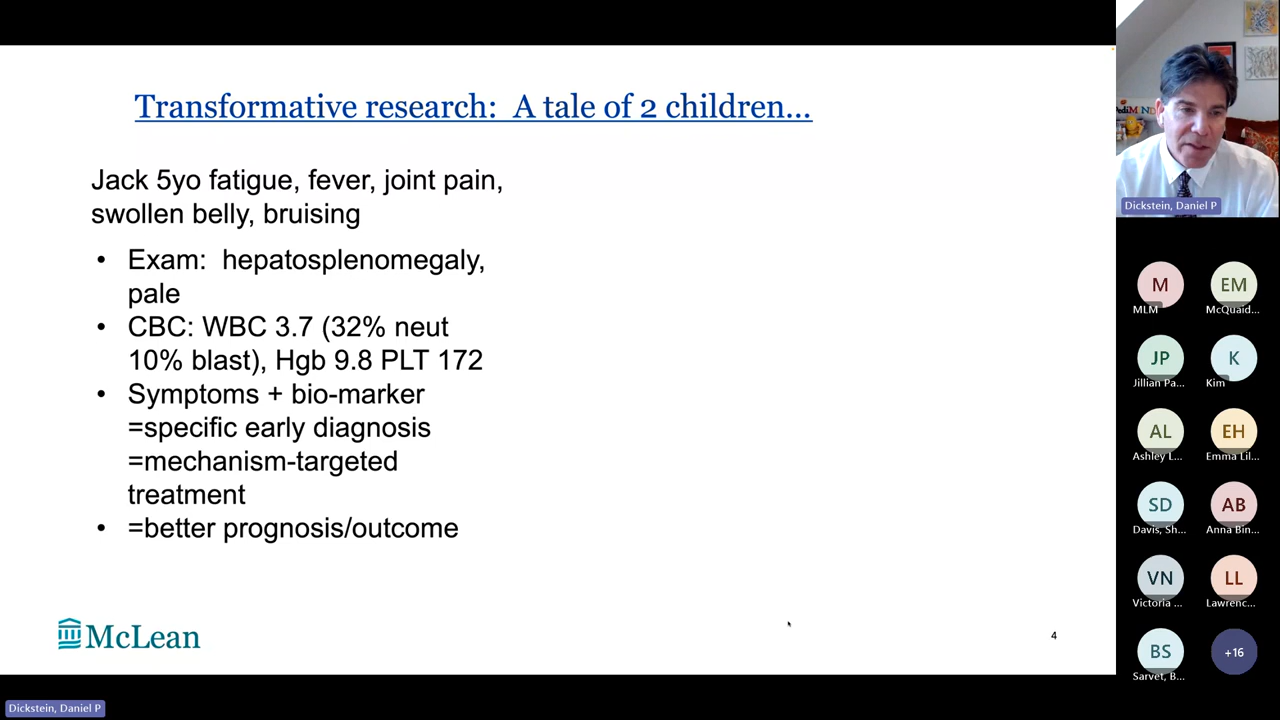 Transformative research: A tale of 2 children...
Jack 5yo fatigue, fever, joint pain,
swollen belly, bruising
• Exam: hepatosplenomegaly,
pale
• CBC: WBC 3.7 (32% neut
10% blast), Hgb 9.8 PLT 172
• Symptoms + bio-marker
=specific early diagnosis
=mechanism-targeted
treatment
• =better prognosis/outcome
McLean
4
Dickstein, Daniel P
M
MLM
EM
McQuaid...
JP
Jillian Pa...
K
Kim
AL
Ashley L...
EH
Emma Lil...
SD
Davis, Sh...
AB
Anna Bin...
VN
Victoria ...
LL
Lawrenc...
BS
Sarvet, B...
+16
Dickstein, Daniel P